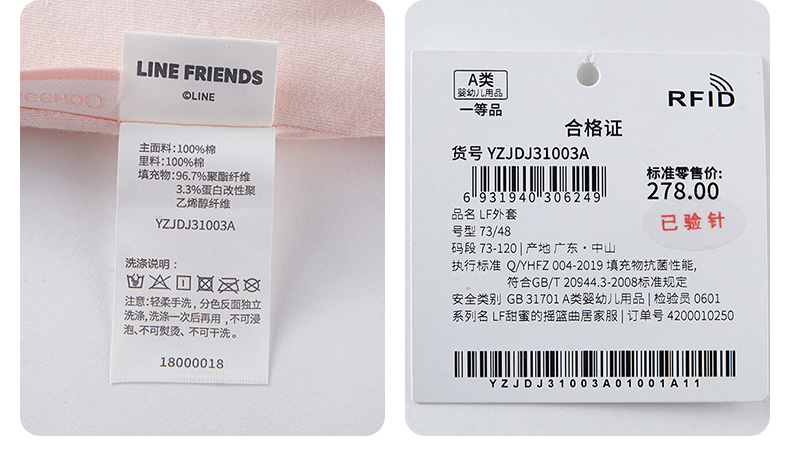 LINE FRIENDS
©LINE
主面料:100%棉
里料:100%棉
填充物:96.7%聚酯纤维
3.3%蛋白改性聚
乙烯醇纤维
YZJDJ31003A
洗涤说明:
注意:轻柔手洗,分色反面独立
洗涤,洗涤一次后再用,不可浸
泡、不可熨烫、不可干洗。
18000018
A类
婴幼儿用品
一等品
RFID
合格证
货号 YZJDJ31003A
标准零售价:
6 931940 306249
278.00
已验针
品名 LF外套
号型 73/48
码段 73-120 | 产地 广东·中山
执行标准 Q/YHFZ 004-2019 填充物抗菌性能,
符合GB/T 20944.3-2008标准规定
安全类别 GB 31701 A类婴幼儿用品 | 检验员 0601
系列名 LF甜蜜的摇篮曲居家服 | 订单号 4200010250
YZJDJ31003A01001A11